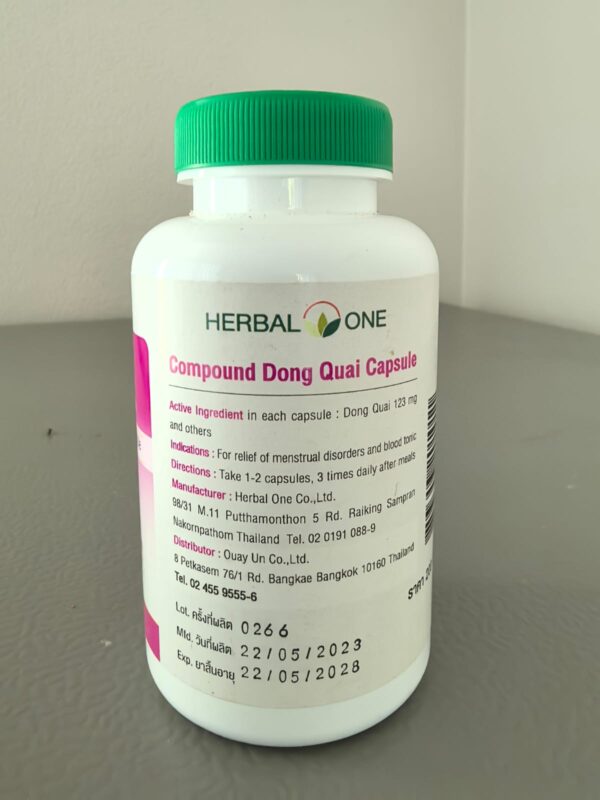 HERBAL ONE
Compound Dong Quai Capsule
Active Ingredient in each capsule : Dong Quai 123 mg
and others
Indications : For relief of menstrual disorders and blood tonic
Directions : Take 1-2 capsules, 3 times daily after meals
Manufacturer : Herbal One Co.,Ltd.
98/31 M.11 Putthamonthon 5 Rd. Raiking Sampran
Nakornpathom Thailand Tel. 02 0191 088-9
Distributor : Ouay Un Co.,Ltd.
8 Petkasem 76/1 Rd. Bangkae Bangkok 10160 Thailand
Tel. 02 455 9555-6
ราคา
Lot. ครั้งที่ผลิต 0266
Mfd. วันที่ผลิต 22/05/2023
Exp. ยาสิ้นอายุ 22/05/2028